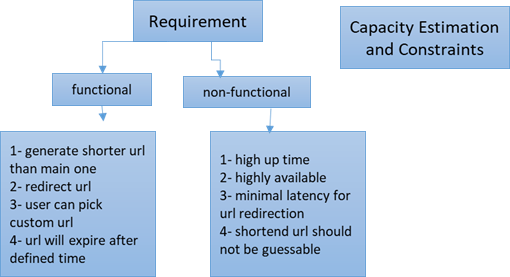 Requirement
Capacity Estimation
and Constraints
functional
non-functional
1- generate shorter url
than main one
2- redirect url
3- user can pick
custom url
4- url will expire after
defined time
1- high up time
2- highly available
3- minimal latency for
url redirection
4- shortend url should
not be guessable